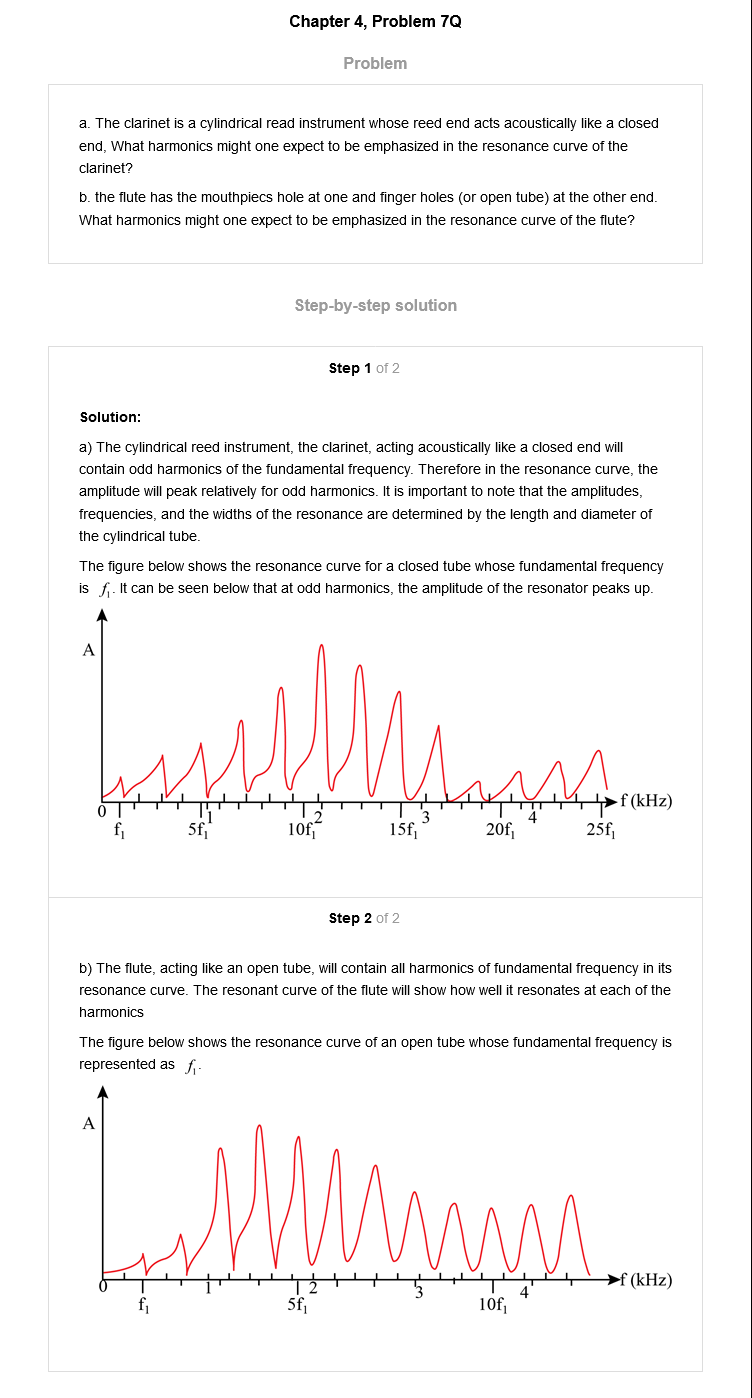 Chapter 4, Problem 7Q
Problem
a. The clarinet is a cylindrical read instrument whose reed end acts acoustically like a closed
end, What harmonics might one expect to be emphasized in the resonance curve of the
clarinet?
b. the flute has the mouthpiecs hole at one and finger holes (or open tube) at the other end.
What harmonics might one expect to be emphasized in the resonance curve of the flute?
Step-by-step solution
Step 1 of 2
Solution:
a) The cylindrical reed instrument, the clarinet, acting acoustically like a closed end will
contain odd harmonics of the fundamental frequency. Therefore in the resonance curve, the
amplitude will peak relatively for odd harmonics. It is important to note that the amplitudes,
frequencies, and the widths of the resonance are determined by the length and diameter of
the cylindrical tube.
The figure below shows the resonance curve for a closed tube whose fundamental frequency
is f₁. It can be seen below that at odd harmonics, the amplitude of the resonator peaks up.
A
f (kHz)
0 1 2 3 4
f₁ 5f₁ 10f₁ 15f₁ 20f₁ 25f₁
Step 2 of 2
b) The flute, acting like an open tube, will contain all harmonics of fundamental frequency in its
resonance curve. The resonant curve of the flute will show how well it resonates at each of the
harmonics
The figure below shows the resonance curve of an open tube whose fundamental frequency is
represented as f₁.
A
f (kHz)
0 1 2 3 4
f₁ 5f₁ 10f₁